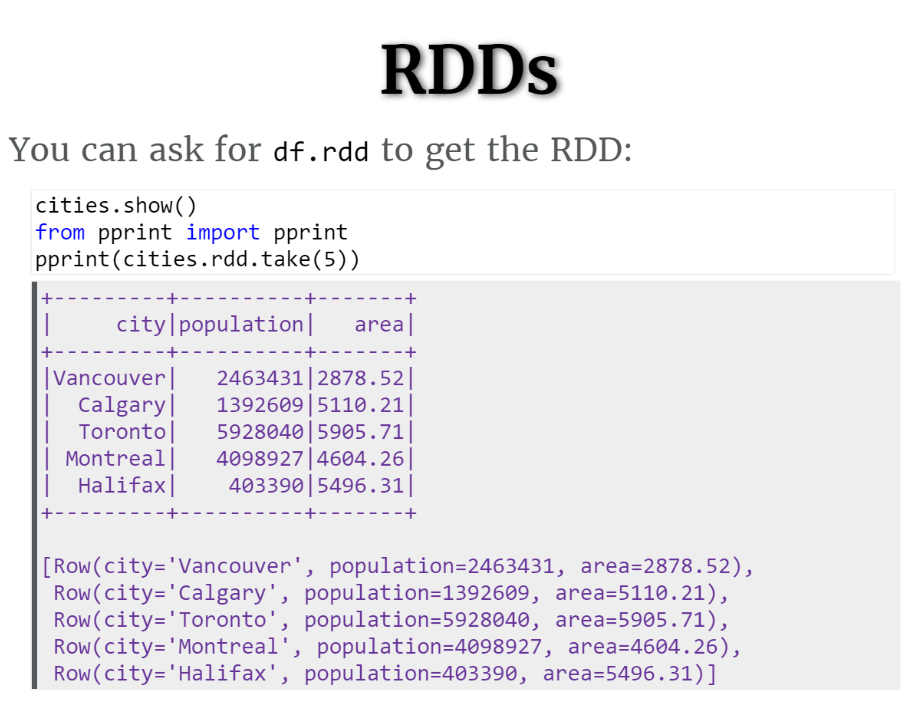 RDDs
You can ask for df.rdd to get the RDD:
cities.show()
from pprint import pprint
pprint(cities.rdd.take(5))
+---------+----------+-------+
|     city|population|   area|
+---------+----------+-------+
|Vancouver|   2463431|2878.52|
|  Calgary|   1392609|5110.21|
|  Toronto|   5928040|5905.71|
| Montreal|   4098927|4604.26|
|  Halifax|    403390|5496.31|
+---------+----------+-------+
[Row(city='Vancouver', population=2463431, area=2878.52),
 Row(city='Calgary', population=1392609, area=5110.21),
 Row(city='Toronto', population=5928040, area=5905.71),
 Row(city='Montreal', population=4098927, area=4604.26),
 Row(city='Halifax', population=403390, area=5496.31)]